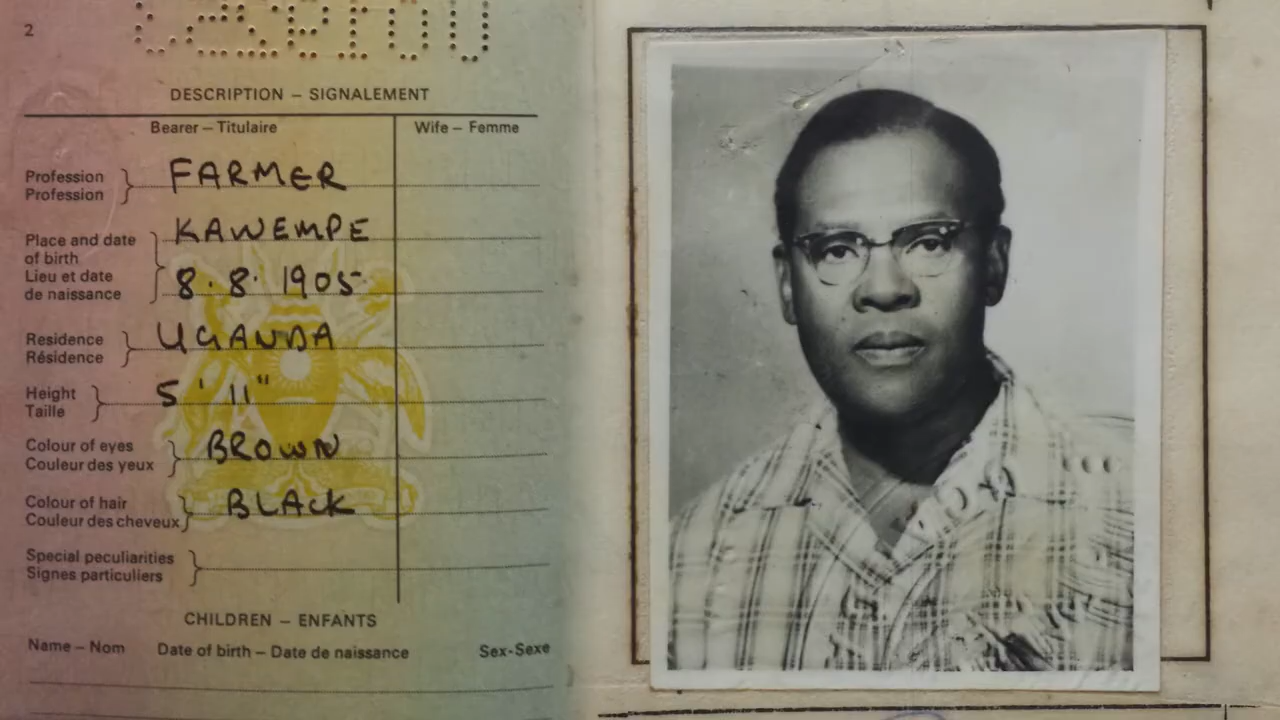 2
DESCRIPTION – SIGNALEMENT
Bearer – Titulaire Wife – Femme
Profession
Profession
FARMER
Place and date
of birth
Lieu et date
de naissance
KAWEMPE
8.8.1905
Residence
Résidence
UGANDA
Height
Taille
5' 11"
Colour of eyes
Couleur des yeux
BROWN
Colour of hair
Couleur des cheveux
BLACK
Special peculiarities
Signes particuliers
CHILDREN – ENFANTS
Name – Nom Date of birth – Date de naissance Sex-Sexe